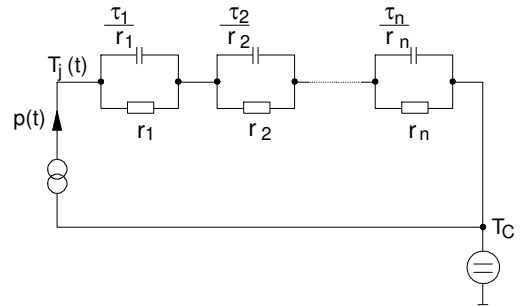 τ1 τ2 τn
r1 r2 rn
Tj (t)
p(t)
r1 r2 rn
TC